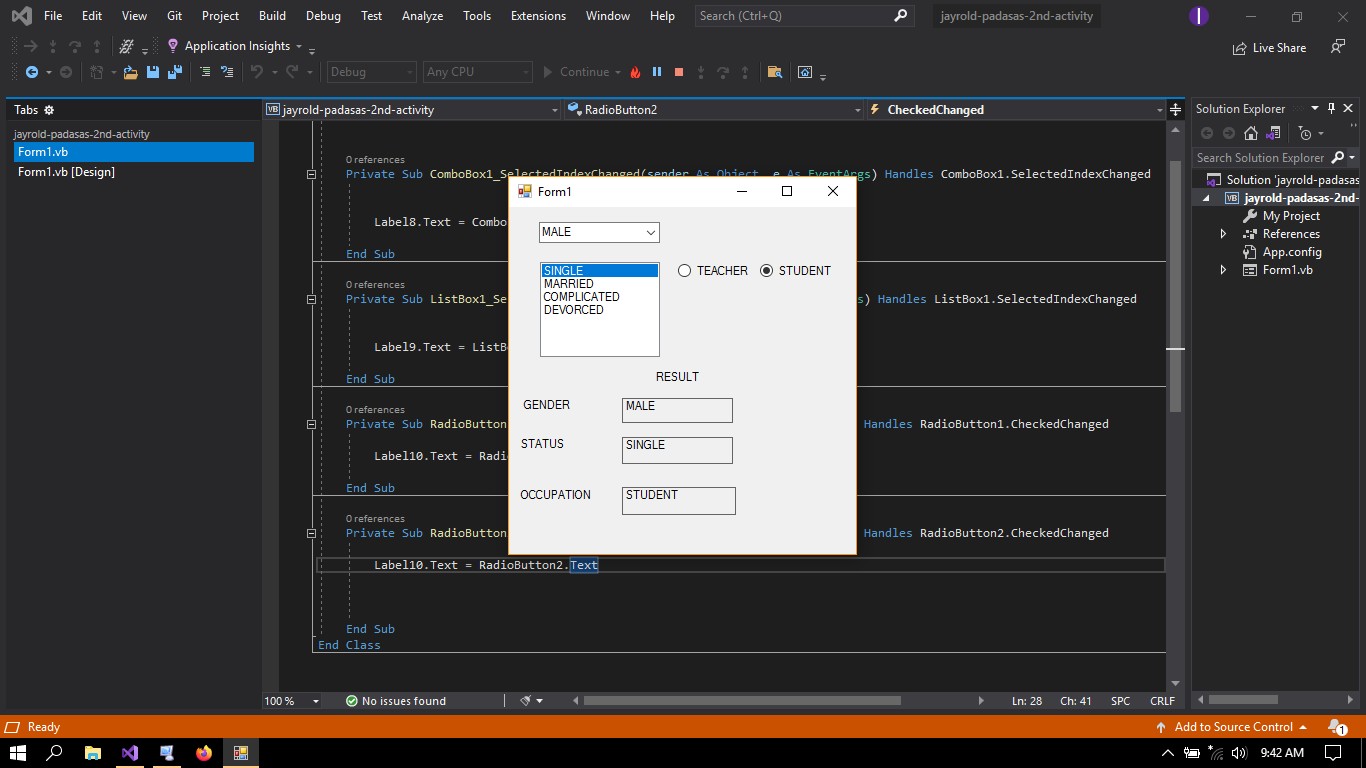 File Edit View Git Project Build Debug Test Analyze Tools Extensions Window Help Search (Ctrl+Q) jayrold-padasas-2nd-activity
Application Insights Live Share
Debug Any CPU Continue
Tabs
jayrold-padasas-2nd-activity
Form1.vb
Form1.vb [Design]
jayrold-padasas-2nd-activity RadioButton2 CheckedChanged
0 references
Private Sub ComboBox1_SelectedIndexChanged(sender As Object, e As EventArgs) Handles ComboBox1.SelectedIndexChanged
Label8.Text = Combo
End Sub
0 references
Private Sub ListBox1_Se s) Handles ListBox1.SelectedIndexChanged
Label9.Text = ListB
End Sub
0 references
Private Sub RadioButton Handles RadioButton1.CheckedChanged
Label10.Text = Radi
End Sub
0 references
Private Sub RadioButton Handles RadioButton2.CheckedChanged
Label10.Text = RadioButton2.Text
End Sub
End Class
Form1
MALE
SINGLE
MARRIED
COMPLICATED
DEVORCED
TEACHER STUDENT
RESULT
GENDER MALE
STATUS SINGLE
OCCUPATION STUDENT
Solution Explorer
Search Solution Explorer
Solution 'jayrold-padasas
jayrold-padasas-2nd-
My Project
References
App.config
Form1.vb
100 % No issues found Ln: 28 Ch: 41 SPC CRLF
Ready Add to Source Control 1
9:42 AM